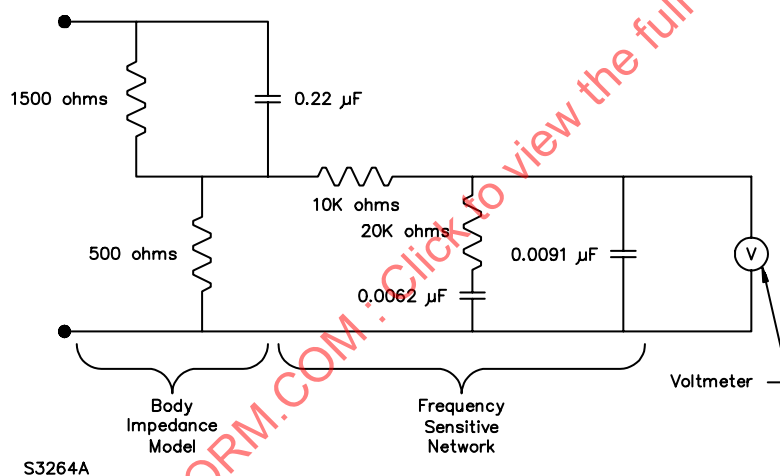 1500 ohms
0.22 µF
10K ohms
20K ohms
500 ohms
0.0091 µF
V
0.0062 µF
Voltmeter
Body
Impedance
Model
Frequency
Sensitive
Network
S3264A
ORM.COM : Click to view the full